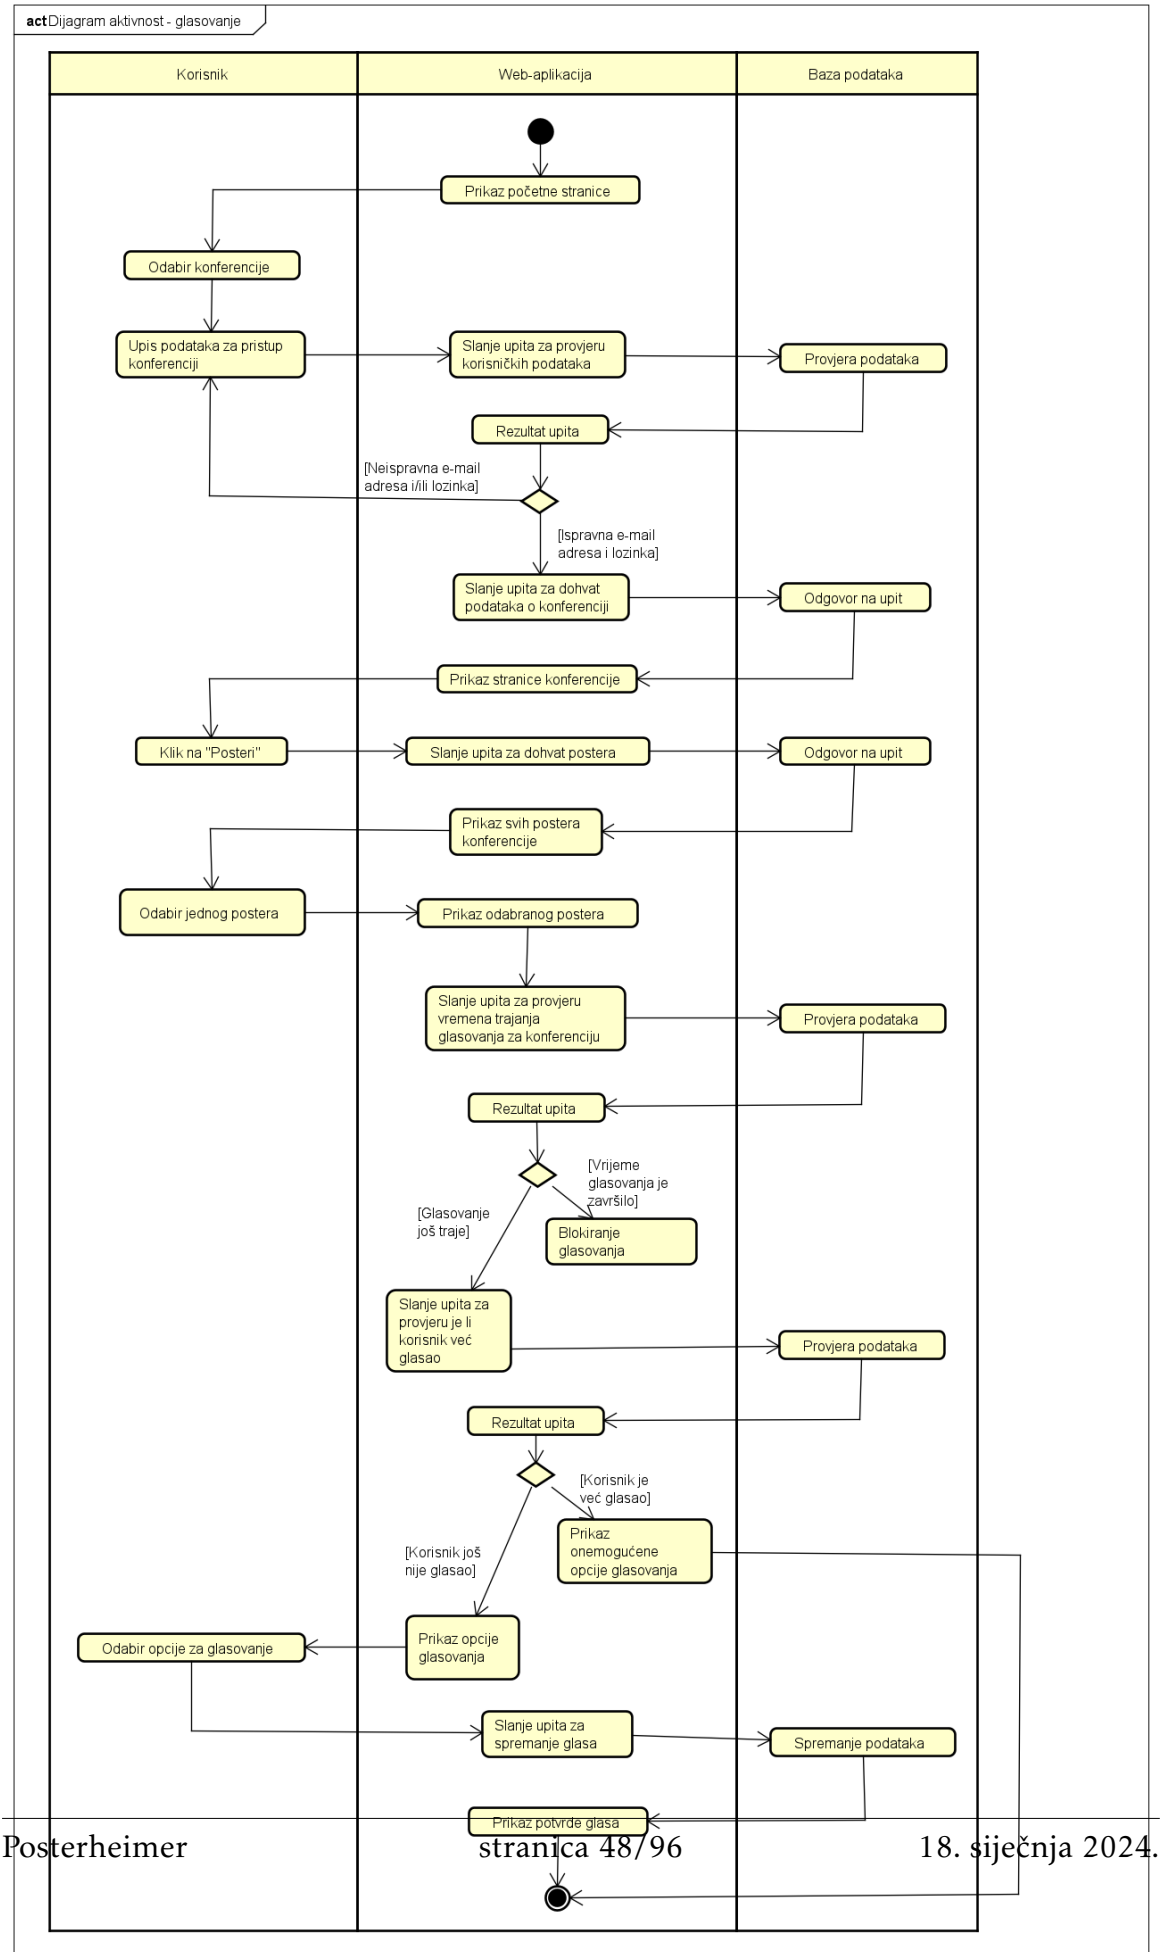 act Dijagram aktivnost - glasovanje
Korisnik
Web-aplikacija
Baza podataka
Prikaz početne stranice
Odabir konferencije
Upis podataka za pristup
konferenciji
Slanje upita za provjeru
korisničkih podataka
Provjera podataka
Rezultat upita
[Neispravna e-mail
adresa i/ili lozinka]
[Ispravna e-mail
adresa i lozinka]
Slanje upita za dohvat
podataka o konferenciji
Odgovor na upit
Prikaz stranice konferencije
Klik na "Posteri"
Slanje upita za dohvat postera
Odgovor na upit
Prikaz svih postera
konferencije
Odabir jednog postera
Prikaz odabranog postera
Slanje upita za provjeru
vremena trajanja
glasovanja za konferenciju
Provjera podataka
Rezultat upita
[Vrijeme
glasovanja je
završilo]
[Glasovanje
još traje]
Blokiranje
glasovanja
Slanje upita za
provjeru je li
korisnik već
glasao
Provjera podataka
Rezultat upita
[Korisnik je
već glasao]
Prikaz
onemogućene
opcije glasovanja
[Korisnik još
nije glasao]
Prikaz opcije
glasovanja
Odabir opcije za glasovanje
Slanje upita za
spremanje glasa
Spremanje podataka
Prikaz potvrde glasa
Posterheimer
stranica 48/96
18. siječnja 2024.